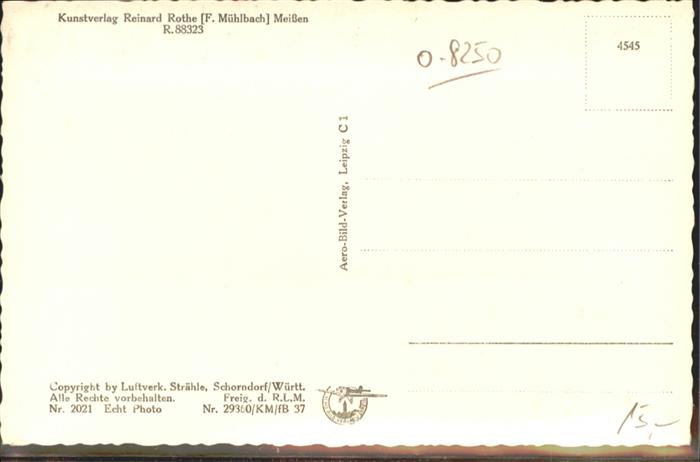 Kunstverlag Reinard Rothe [F. Mühlbach] Meißen
R.88323
o-8250
4545
Aero-Bild-Verlag, Leipzig C 1
Copyright by Luftverk. Strähle, Schorndorf/Württ.
Alle Rechte vorbehalten. Freig. d. R.L.M.
Nr. 2021 Echt Photo Nr. 29360/KM/fB 37
15,-